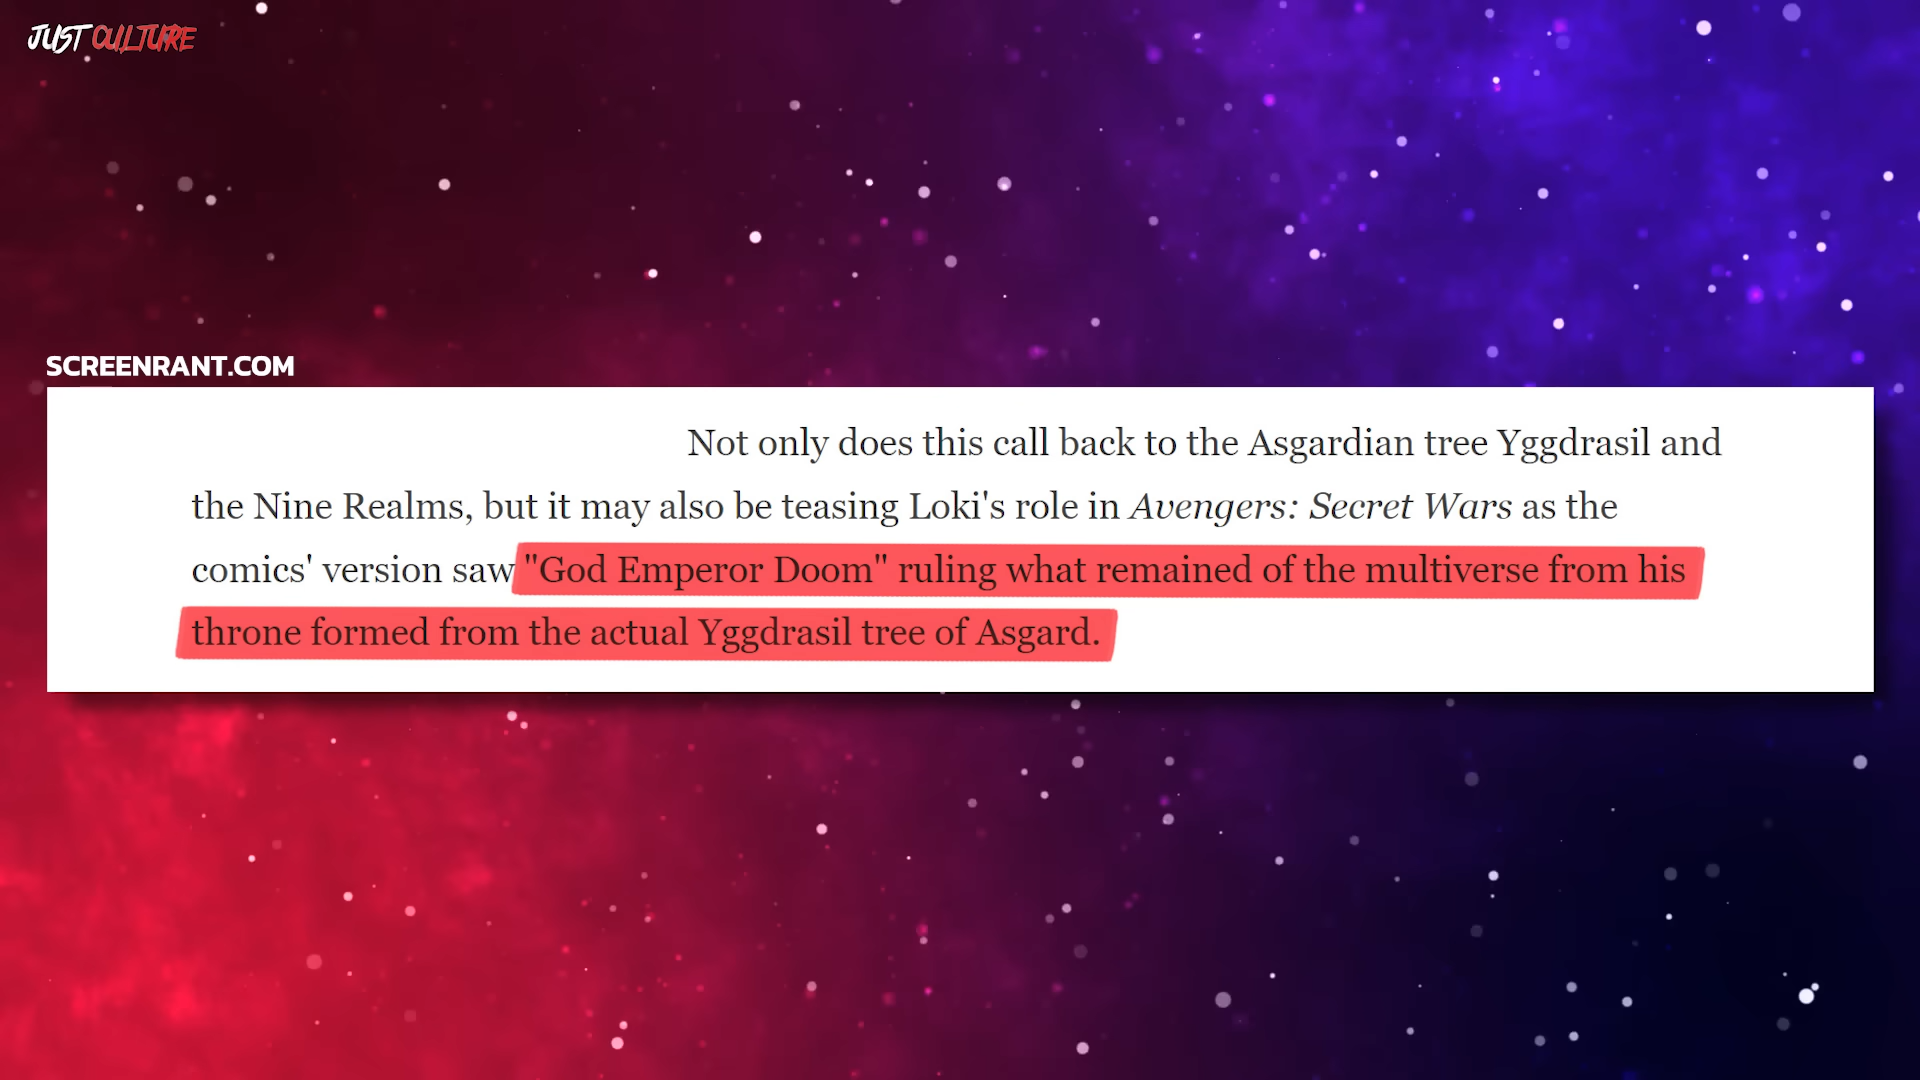 JUST CULTURE
SCREENRANT.COM
Not only does this call back to the Asgardian tree Yggdrasil and
the Nine Realms, but it may also be teasing Loki's role in Avengers: Secret Wars as the
comics' version saw "God Emperor Doom" ruling what remained of the multiverse from his
throne formed from the actual Yggdrasil tree of Asgard.